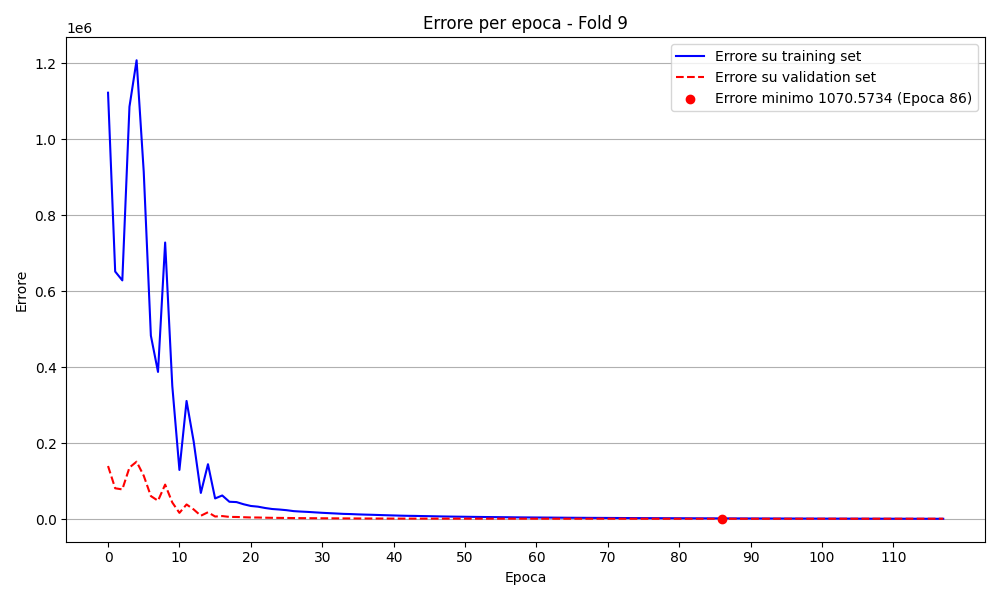 Errore per epoca - Fold 9
1e6
1.2
1.0
0.8
0.6
0.4
0.2
0.0
Errore
Errore su training set
Errore su validation set
Errore minimo 1070.5734 (Epoca 86)
0 10 20 30 40 50 60 70 80 90 100 110
Epoca